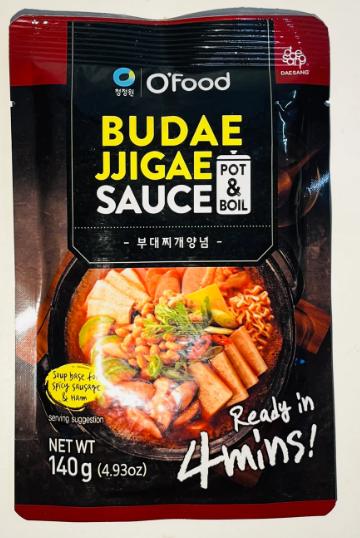 청정원
O'Food
daesang
DAESANG
BUDAE
JJIGAE
SAUCE
POT
&
BOIL
- 부대찌개양념 -
Soup base for
spicy sausage
& Ham
serving suggestion
Ready in
4mins!
NET WT
140g (4.93oz)